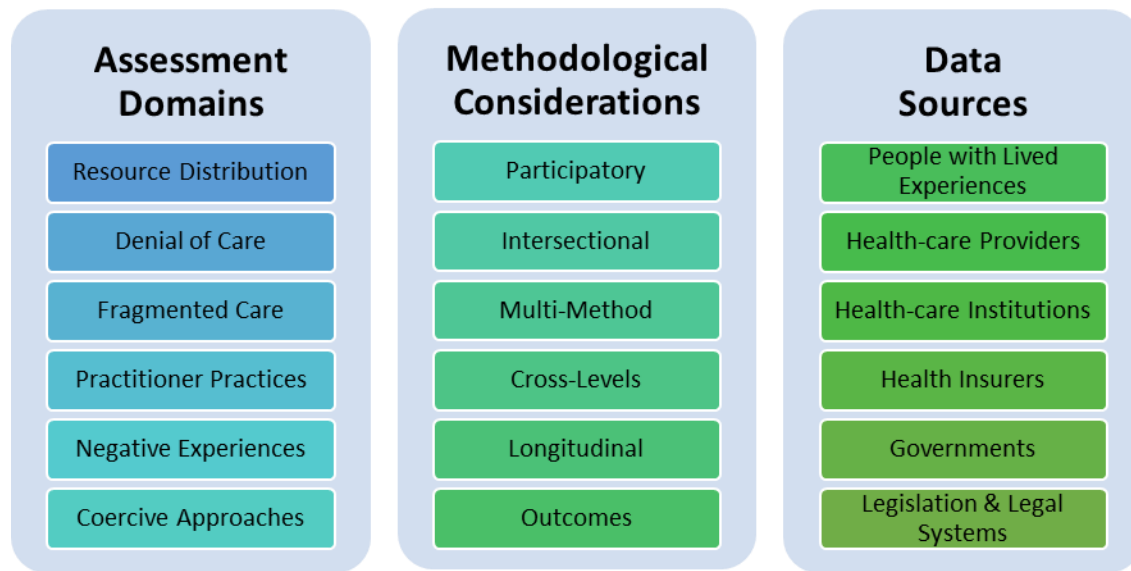 Assessment
Domains
Resource Distribution
Denial of Care
Fragmented Care
Practitioner Practices
Negative Experiences
Coercive Approaches
Methodological
Considerations
Participatory
Intersectional
Multi-Method
Cross-Levels
Longitudinal
Outcomes
Data
Sources
People with Lived
Experiences
Health-care Providers
Health-care Institutions
Health Insurers
Governments
Legislation & Legal
Systems